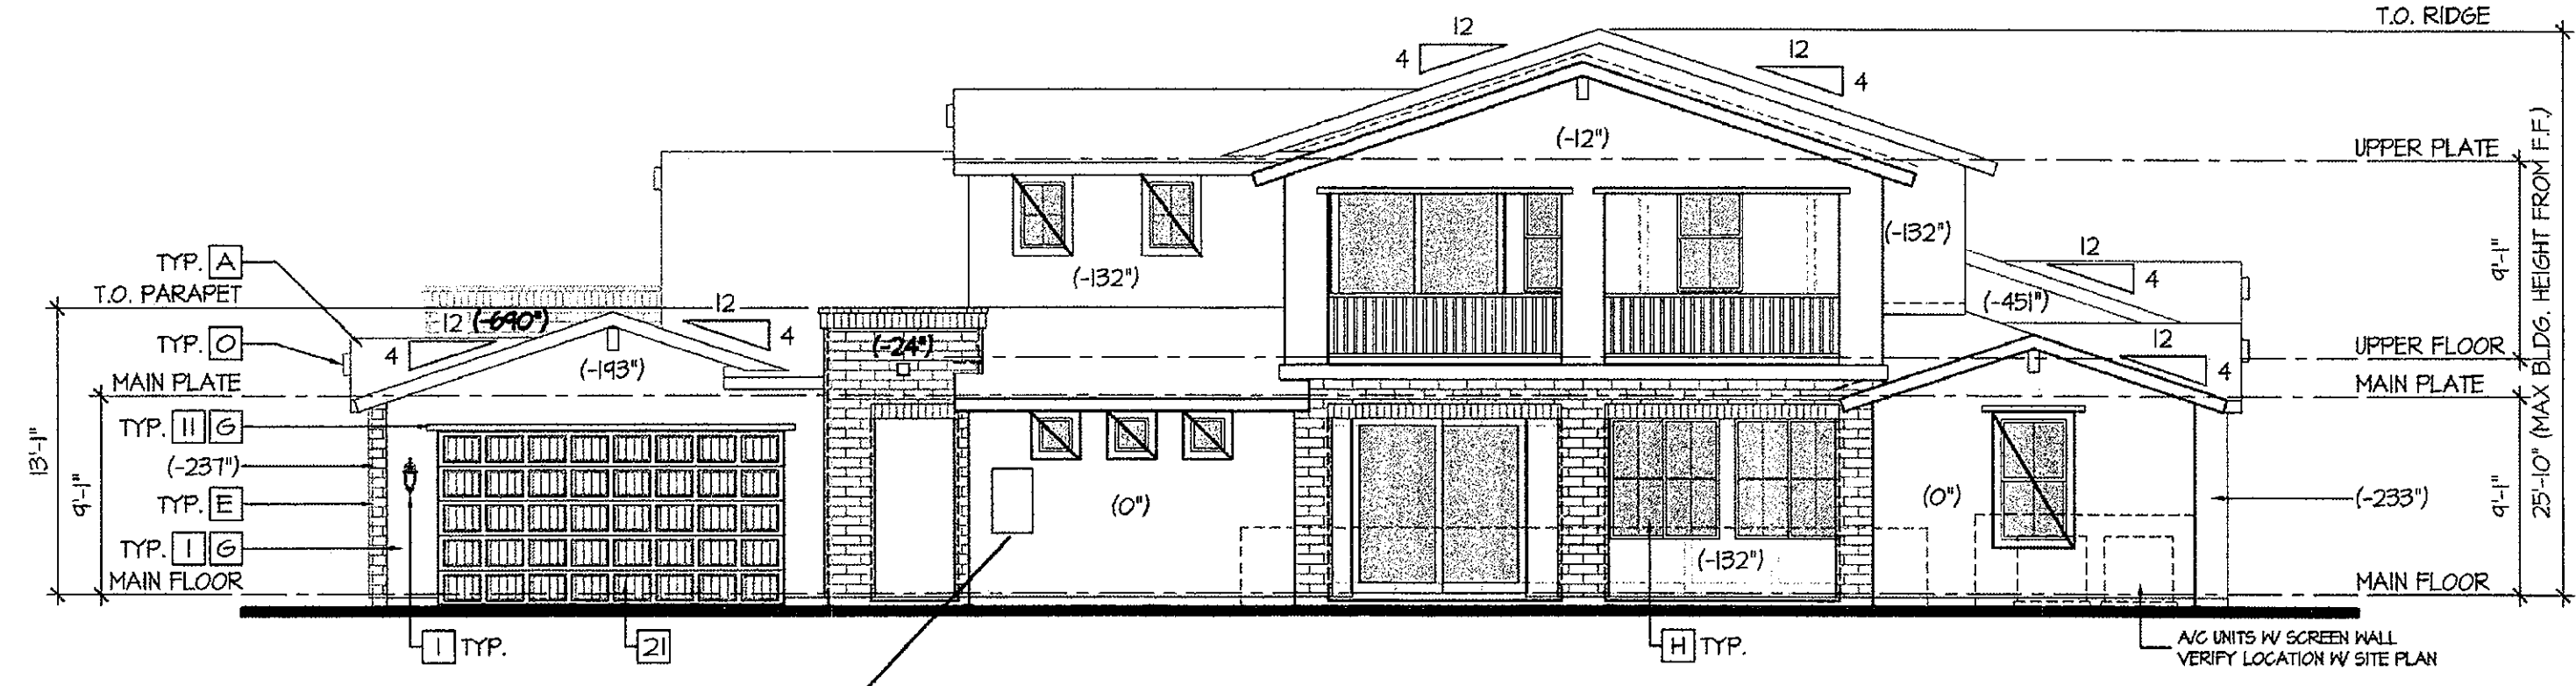 T.O. RIDGE
12
4
12
4
(-12")
UPPER PLATE
(-132")
(-132")
12
4
(-451")
TYP. A
T.O. PARAPET
12
4
12 (-690")
4
(-193")
(-24")
TYP. O
MAIN PLATE
UPPER FLOOR
12
4
MAIN PLATE
TYP. 11 G
(-237")
TYP. E
TYP. 1 G
MAIN FLOOR
13'-1"
9'-1"
(0")
(-132")
(0")
(-233")
MAIN FLOOR
9'-1"
9'-1"
25'-10" (MAX BLDG. HEIGHT FROM F.F.)
I TYP.
21
H TYP.
A/C UNITS W/ SCREEN WALL
VERIFY LOCATION W/ SITE PLAN